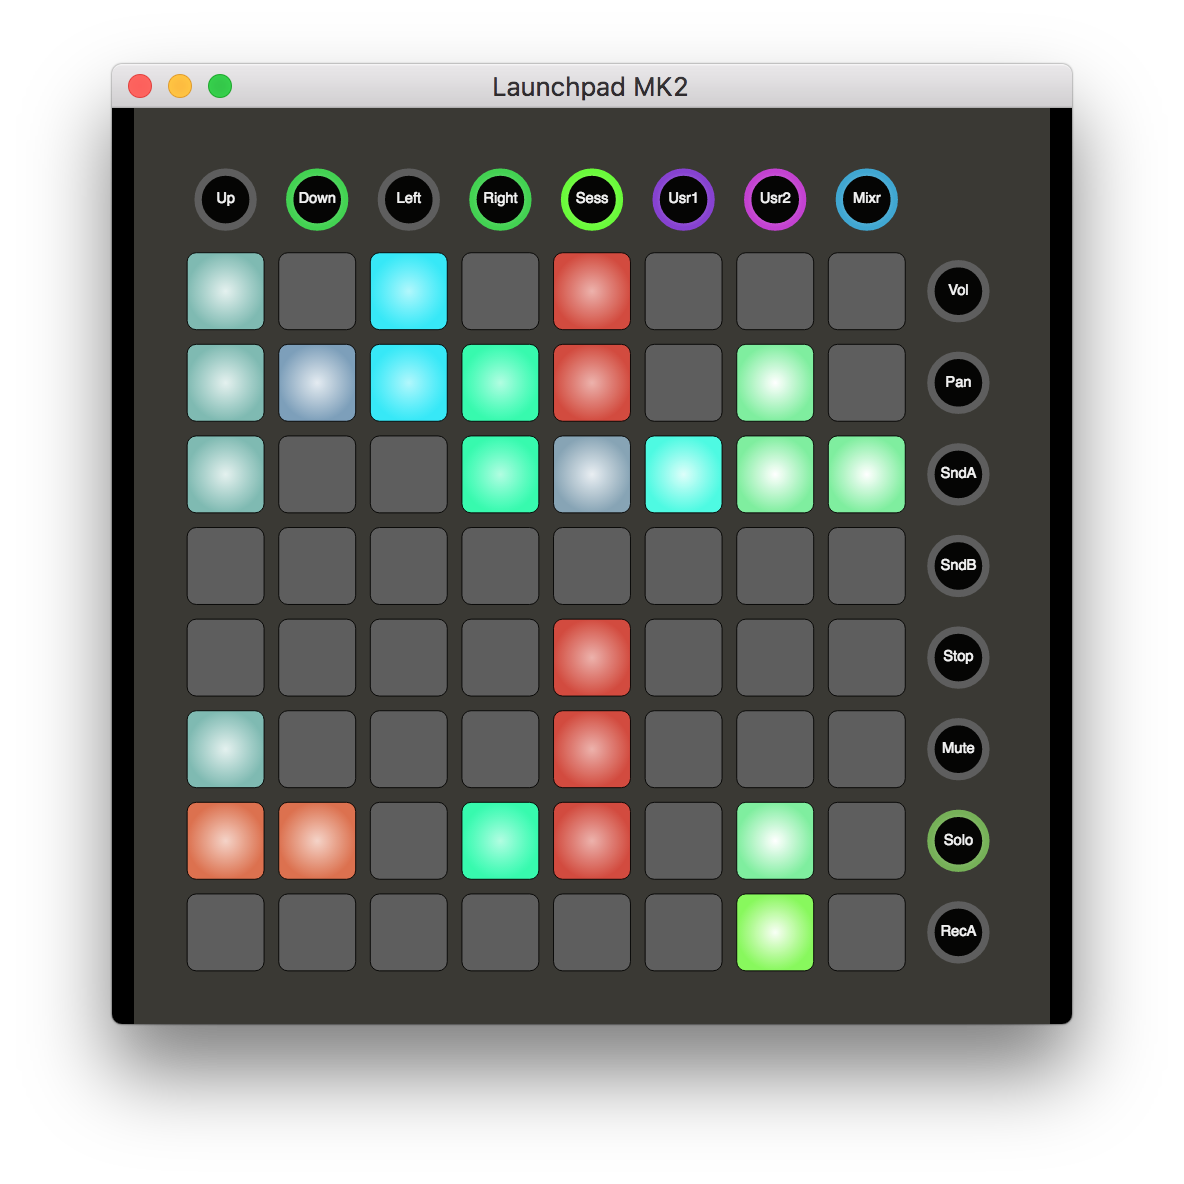 Launchpad MK2
Up Down Left Right Sess Usr1 Usr2 Mixr
Vol
Pan
SndA
SndB
Stop
Mute
Solo
RecA